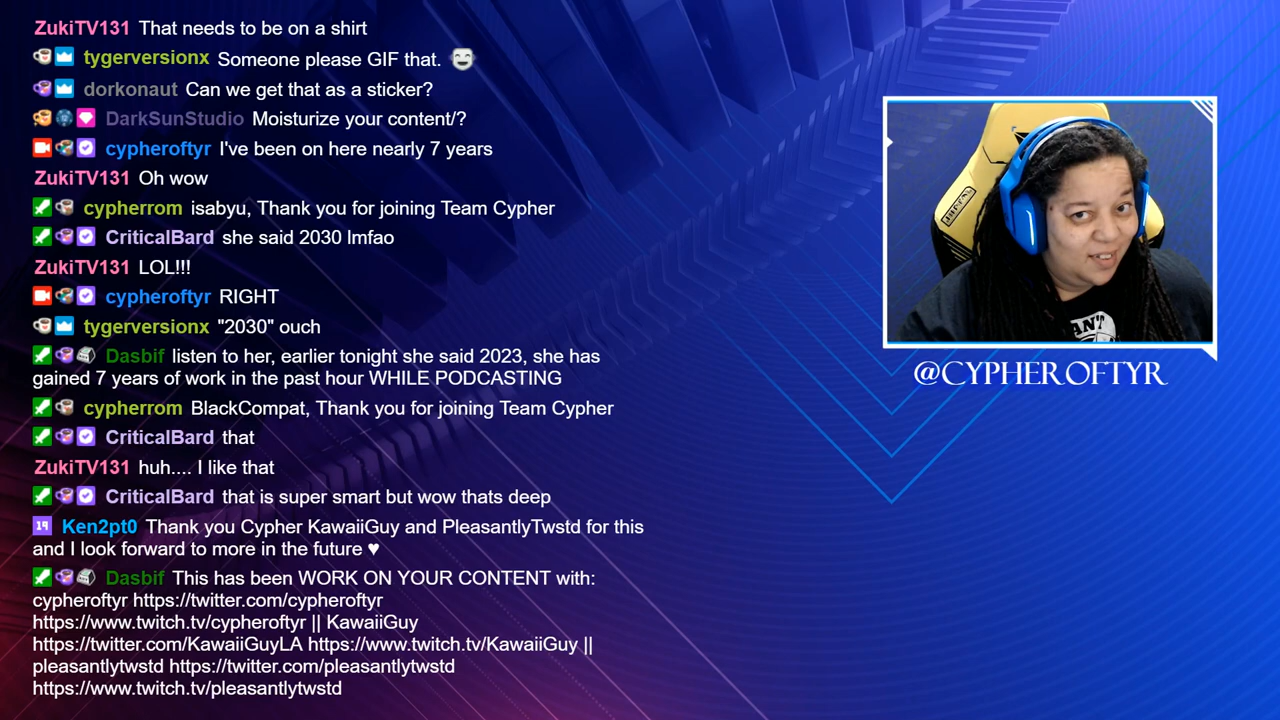 ZukiTV131 That needs to be on a shirt
tygerversionx Someone please GIF that.
dorkonaut Can we get that as a sticker?
DarkSunStudio Moisturize your content/?
cypheroftyr I've been on here nearly 7 years
ZukiTV131 Oh wow
cypherrom isabyu, Thank you for joining Team Cypher
CriticalBard she said 2030 lmfao
ZukiTV131 LOL!!!
cypheroftyr RIGHT
tygerversionx "2030" ouch
Dasbif listen to her, earlier tonight she said 2023, she has
gained 7 years of work in the past hour WHILE PODCASTING
cypherrom BlackCompat, Thank you for joining Team Cypher
CriticalBard that
ZukiTV131 huh.... I like that
CriticalBard that is super smart but wow thats deep
19 Ken2pt0 Thank you Cypher KawaiiGuy and PleasantlyTwstd for this
and I look forward to more in the future ♥
Dasbif This has been WORK ON YOUR CONTENT with:
cypheroftyr https://twitter.com/cypheroftyr
https://www.twitch.tv/cypheroftyr || KawaiiGuy
https://twitter.com/KawaiiGuyLA https://www.twitch.tv/KawaiiGuy ||
pleasantlytwstd https://twitter.com/pleasantlytwstd
https://www.twitch.tv/pleasantlytwstd
@CYPHEROFTYR